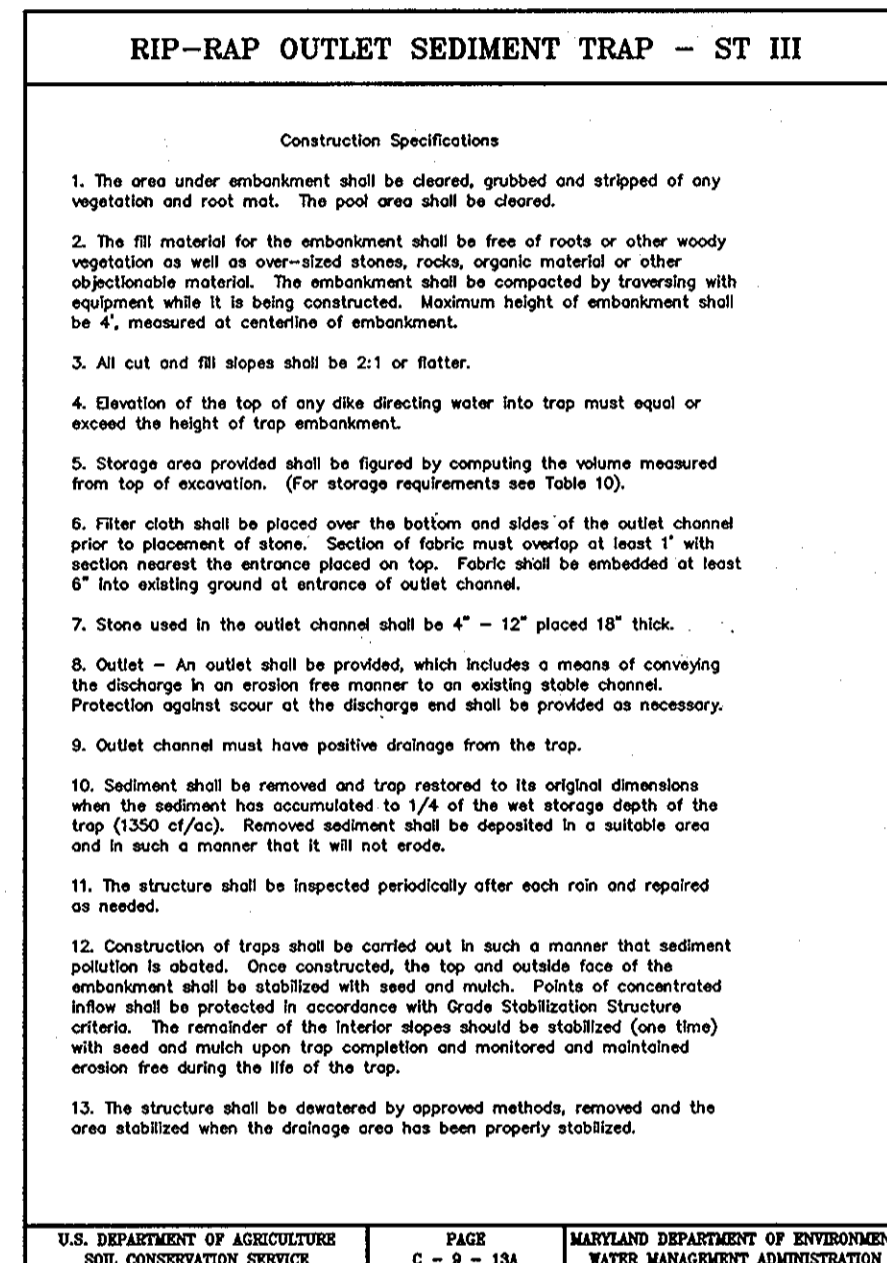 RIP-RAP OUTLET SEDIMENT TRAP - ST III
Construction Specifications
1. The area under embankment shall be cleared, grubbed and stripped of any
vegetation and root mat. The pool area shall be cleared.
2. The fill material for the embankment shall be free of roots or other woody
vegetation as well as over-sized stones, rocks, organic material or other
objectionable material. The embankment shall be compacted by traversing with
equipment while it is being constructed. Maximum height of embankment shall
be 4', measured at centerline of embankment.
3. All cut and fill slopes shall be 2:1 or flatter.
4. Elevation of the top of any dike directing water into trap must equal or
exceed the height of trap embankment.
5. Storage area provided shall be figured by computing the volume measured
from top of excavation. (For storage requirements see Table 10).
6. Filter cloth shall be placed over the bottom and sides of the outlet channel
prior to placement of stone. Section of fabric must overlap at least 1' with
section nearest the entrance placed on top. Fabric shall be embedded at least
6" into existing ground at entrance of outlet channel.
7. Stone used in the outlet channel shall be 4" - 12" placed 18" thick.
8. Outlet - An outlet shall be provided, which includes a means of conveying
the discharge in an erosion free manner to an existing stable channel.
Protection against scour at the discharge end shall be provided as necessary.
9. Outlet channel must have positive drainage from the trap.
10. Sediment shall be removed and trap restored to its original dimensions
when the sediment has accumulated to 1/4 of the wet storage depth of the
trap (1350 cf/ac). Removed sediment shall be deposited in a suitable area
and in such a manner that it will not erode.
11. The structure shall be inspected periodically after each rain and repaired
as needed.
12. Construction of traps shall be carried out in such a manner that sediment
pollution is abated. Once constructed, the top and outside face of the
embankment shall be stabilized with seed and mulch. Points of concentrated
inflow shall be protected in accordance with Grade Stabilization Structure
criteria. The remainder of the interior slopes should be stabilized (one time)
with seed and mulch upon trap completion and monitored and maintained
erosion free during the life of the trap.
13. The structure shall be dewatered by approved methods, removed and the
area stabilized when the drainage area has been properly stabilized.
U.S. DEPARTMENT OF AGRICULTURE
SOIL CONSERVATION SERVICE
PAGE
C - 9 - 13A
MARYLAND DEPARTMENT OF ENVIRONMEN
WATER MANAGEMENT ADMINISTRATION